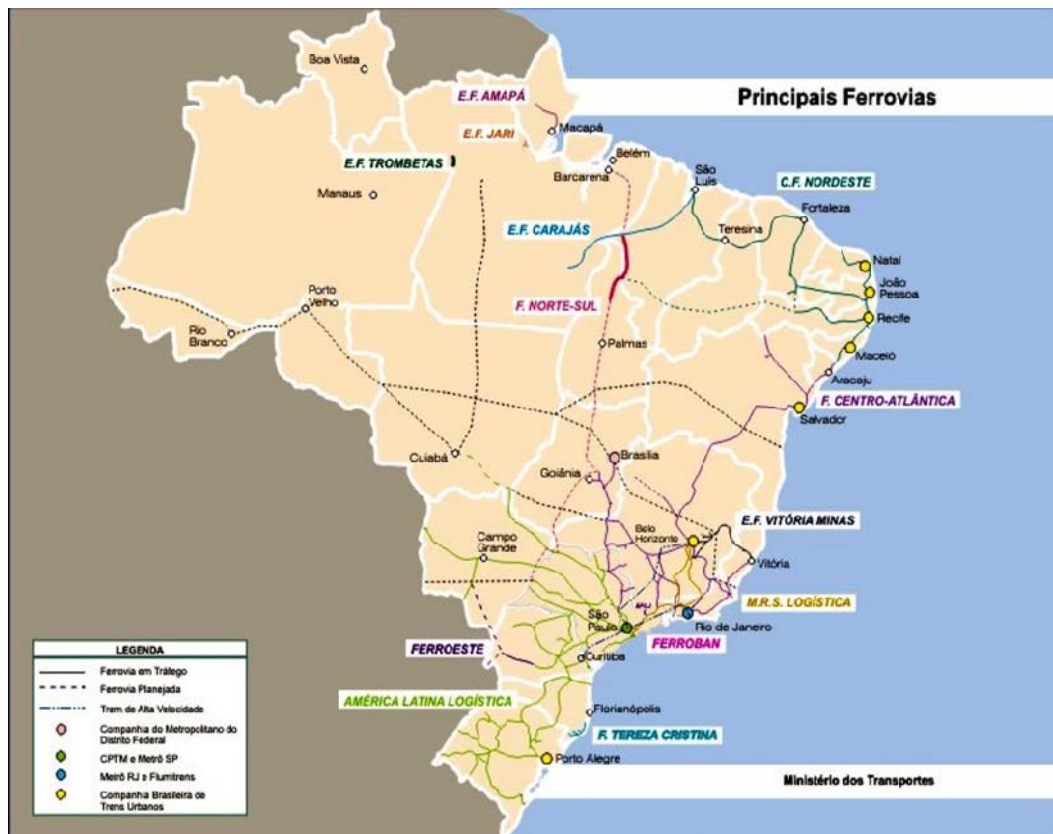 Principais Ferrovias
Boa Vista
E.F. AMAPÁ
Macapá
E.F. JARI
E.F. TROMBETAS
Belém
Barcarena
Manaus
São
Luís
C.F. NORDESTE
Fortaleza
Teresina
E.F. CARAJÁS
Natal
João
Pessoa
F. NORTE-SUL
Porto
Velho
Recife
Rio
Branco
Palmas
Maceió
Aracaju
F. CENTRO-ATLÂNTICA
Salvador
Cuiabá
Brasília
Goiânia
E.F. VITÓRIA MINAS
Belo
Horizonte
Campo
Grande
Vitória
M.R.S. LOGÍSTICA
São
Paulo
Rio de Janeiro
FERROESTE
FERROBAN
Curitiba
AMÉRICA LATINA LOGÍSTICA
Florianópolis
F. TEREZA CRISTINA
Porto Alegre
Ministério dos Transportes
LEGENDA
Ferrovia em Tráfego
Ferrovia Planejada
Trem de Alta Velocidade
Companhia do Metropolitano do
Distrito Federal
CPTM e Metrô SP
Metrô RJ e Flumitrens
Companhia Brasileira de
Trens Urbanos